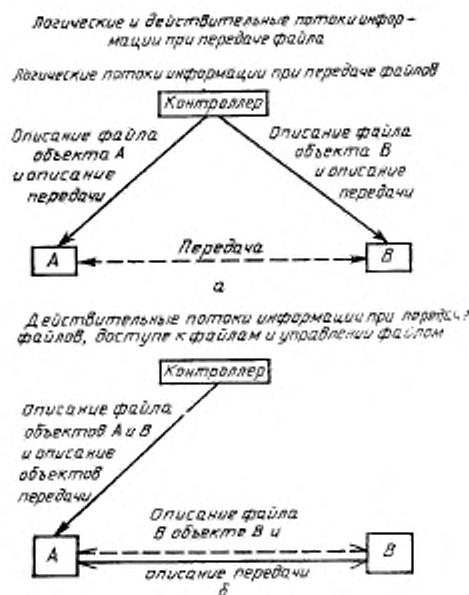 Логические и действительные потоки инфор-
мации при передаче файла
Логические потоки информации при передаче файлов
Контроллер
Описание файла
объекта А
и описание
передачи
Описание файла
объекта В
и описание
передачи
А
Передача
В
а
Действительные потоки информации при передач
файлов, доступе к файлам и управлении файлом
Контроллер
Описание файла
объектов А и В
и описание
объектов
передачи
Описание файла
В объекте В и
А
В
описание передачи
б